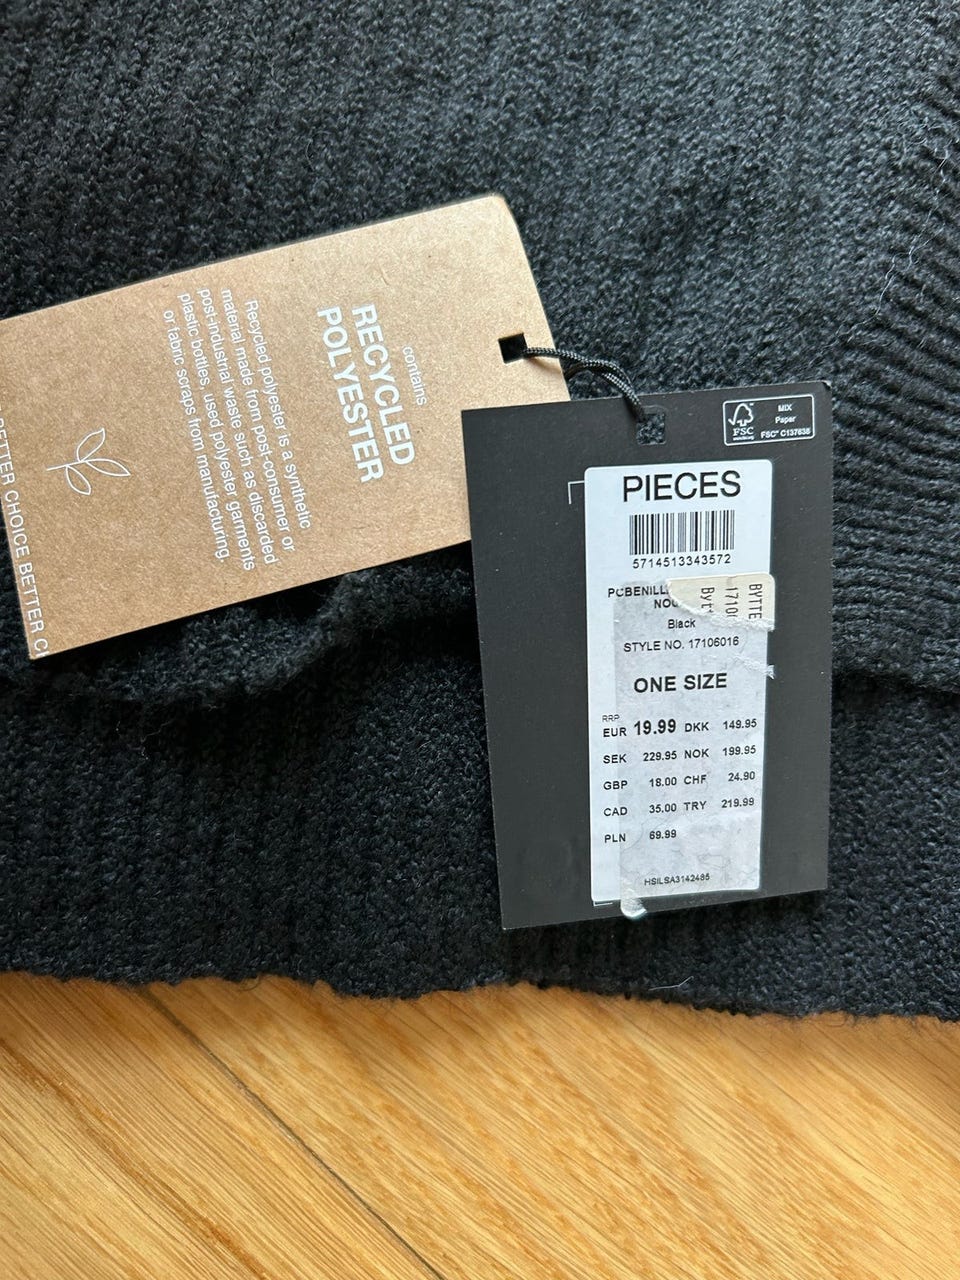 contains
RECYCLED
POLYESTER
Recycled polyester is a synthetic
material made from post-consumer or
post-industrial waste such as discarded
plastic bottles, used polyester garments
or fabric scraps from manufacturing.
BETTER CHOICE BETTER C
FSC
MIX
Paper
FSC™ C137838
PIECES
5714513343572
PCBENILL
NOO
Black
STYLE NO. 17106016
BYTTE
1710
Byt
ONE SIZE
RRP
EUR 19.99 DKK 149.95
SEK 229.95 NOK 199.95
GBP 18.00 CHF 24.90
CAD 35.00 TRY 219.99
PLN 69.99
HSILSA3142485